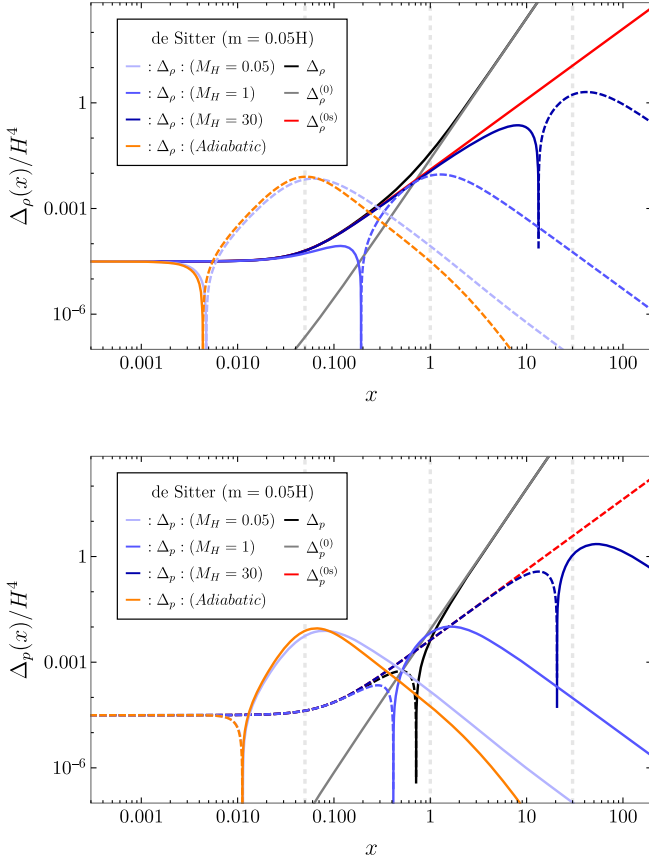 de Sitter (m = 0.05H)
: Δ_ρ : (M_H = 0.05)
: Δ_ρ : (M_H = 1)
: Δ_ρ : (M_H = 30)
: Δ_ρ : (Adiabatic)
Δ_ρ
Δ_ρ^(0)
Δ_ρ^(0s)
Δ_ρ(x)/H^4
1
0.001
10^-6
0.001 0.010 0.100 1 10 100
x
de Sitter (m = 0.05H)
: Δ_p : (M_H = 0.05)
: Δ_p : (M_H = 1)
: Δ_p : (M_H = 30)
: Δ_p : (Adiabatic)
Δ_p
Δ_p^(0)
Δ_p^(0s)
Δ_p(x)/H^4
1
0.001
10^-6
0.001 0.010 0.100 1 10 100
x